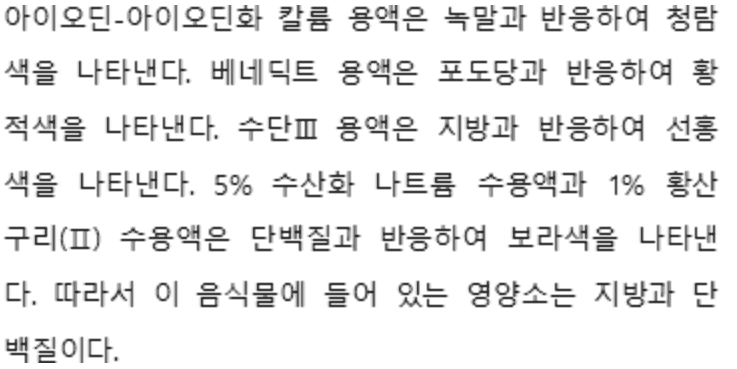 아이오딘-아이오딘화 칼륨 용액은 녹말과 반응하여 청람
색을 나타낸다. 베네딕트 용액은 포도당과 반응하여 황
적색을 나타낸다. 수단Ⅲ 용액은 지방과 반응하여 선홍
색을 나타낸다. 5% 수산화 나트륨 수용액과 1% 황산
구리(Ⅱ) 수용액은 단백질과 반응하여 보라색을 나타낸
다. 따라서 이 음식물에 들어 있는 영양소는 지방과 단
백질이다.